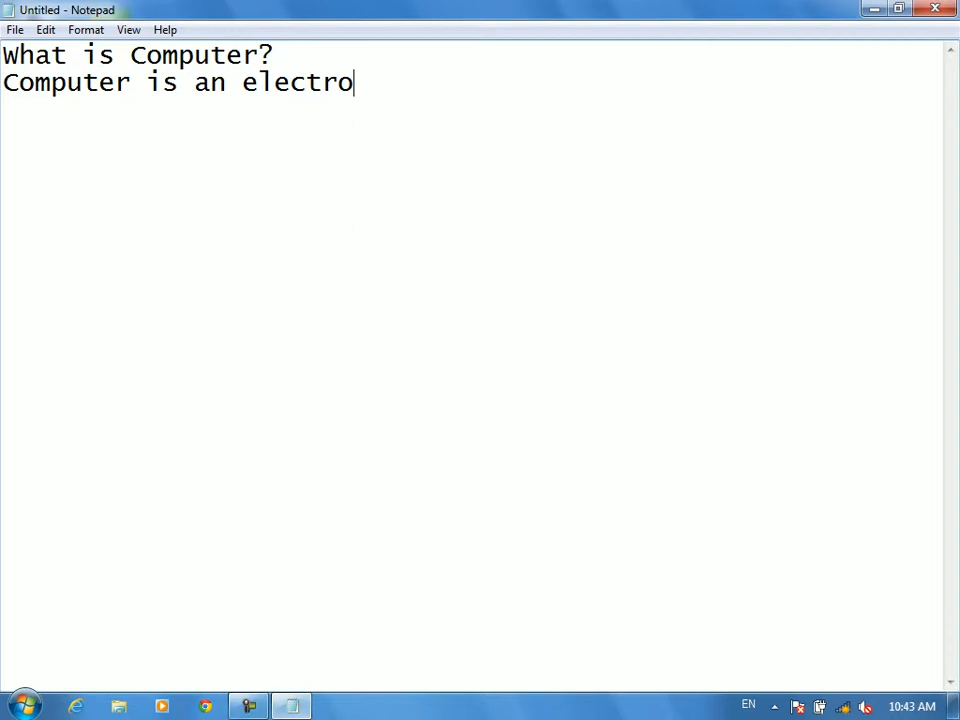 Untitled - Notepad
File Edit Format View Help
What is Computer?
Computer is an electro
EN 10:43 AM